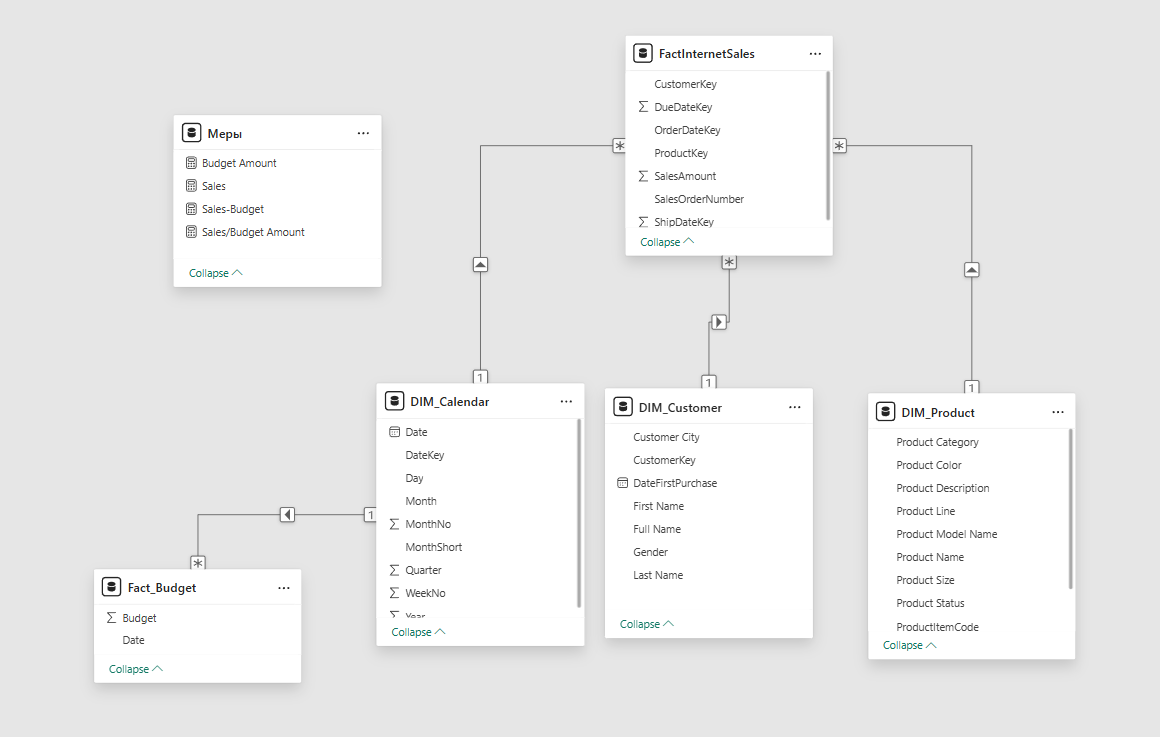 FactInternetSales
CustomerKey
DueDateKey
OrderDateKey
ProductKey
SalesAmount
SalesOrderNumber
ShipDateKey
Collapse
Меры
Budget Amount
Sales
Sales-Budget
Sales/Budget Amount
Collapse
*
*
*
1
1
1
DIM_Calendar
Date
DateKey
Day
Month
MonthNo
MonthShort
Quarter
WeekNo
Year
Collapse
DIM_Customer
Customer City
CustomerKey
DateFirstPurchase
First Name
Full Name
Gender
Last Name
Collapse
DIM_Product
Product Category
Product Color
Product Description
Product Line
Product Model Name
Product Name
Product Size
Product Status
ProductItemCode
Collapse
1
*
Fact_Budget
Budget
Date
Collapse